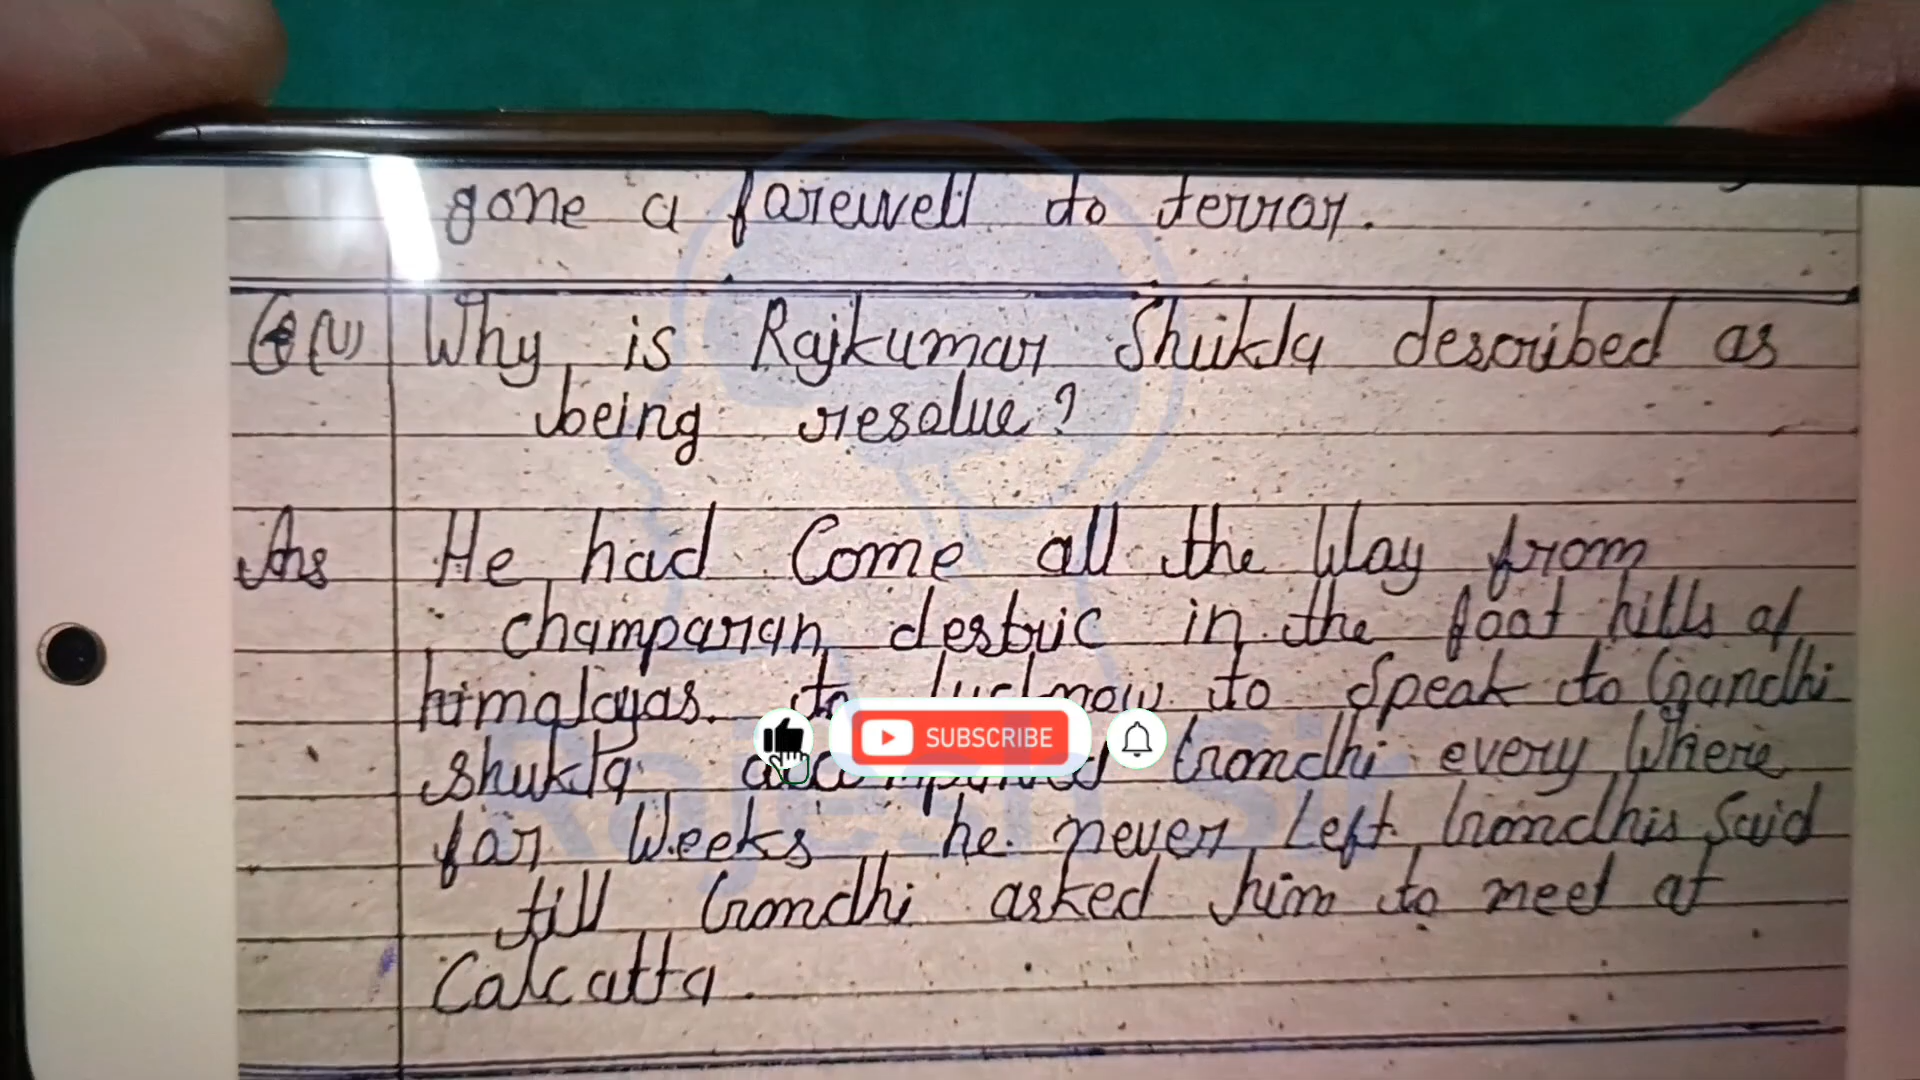 gone a farewell to terror.
Why is Rajkumar Shukla described as
being resolue?
Ans He had Come all the Way from
champaran destric in the foot hills of
himalayas. to lucknow to Speak to Gandhi
SUBSCRIBE
shukla accompanied Gandhi every Where
for Weeks he never Left Gandhis Said
till Gandhi asked him to meet at
Calcatta.